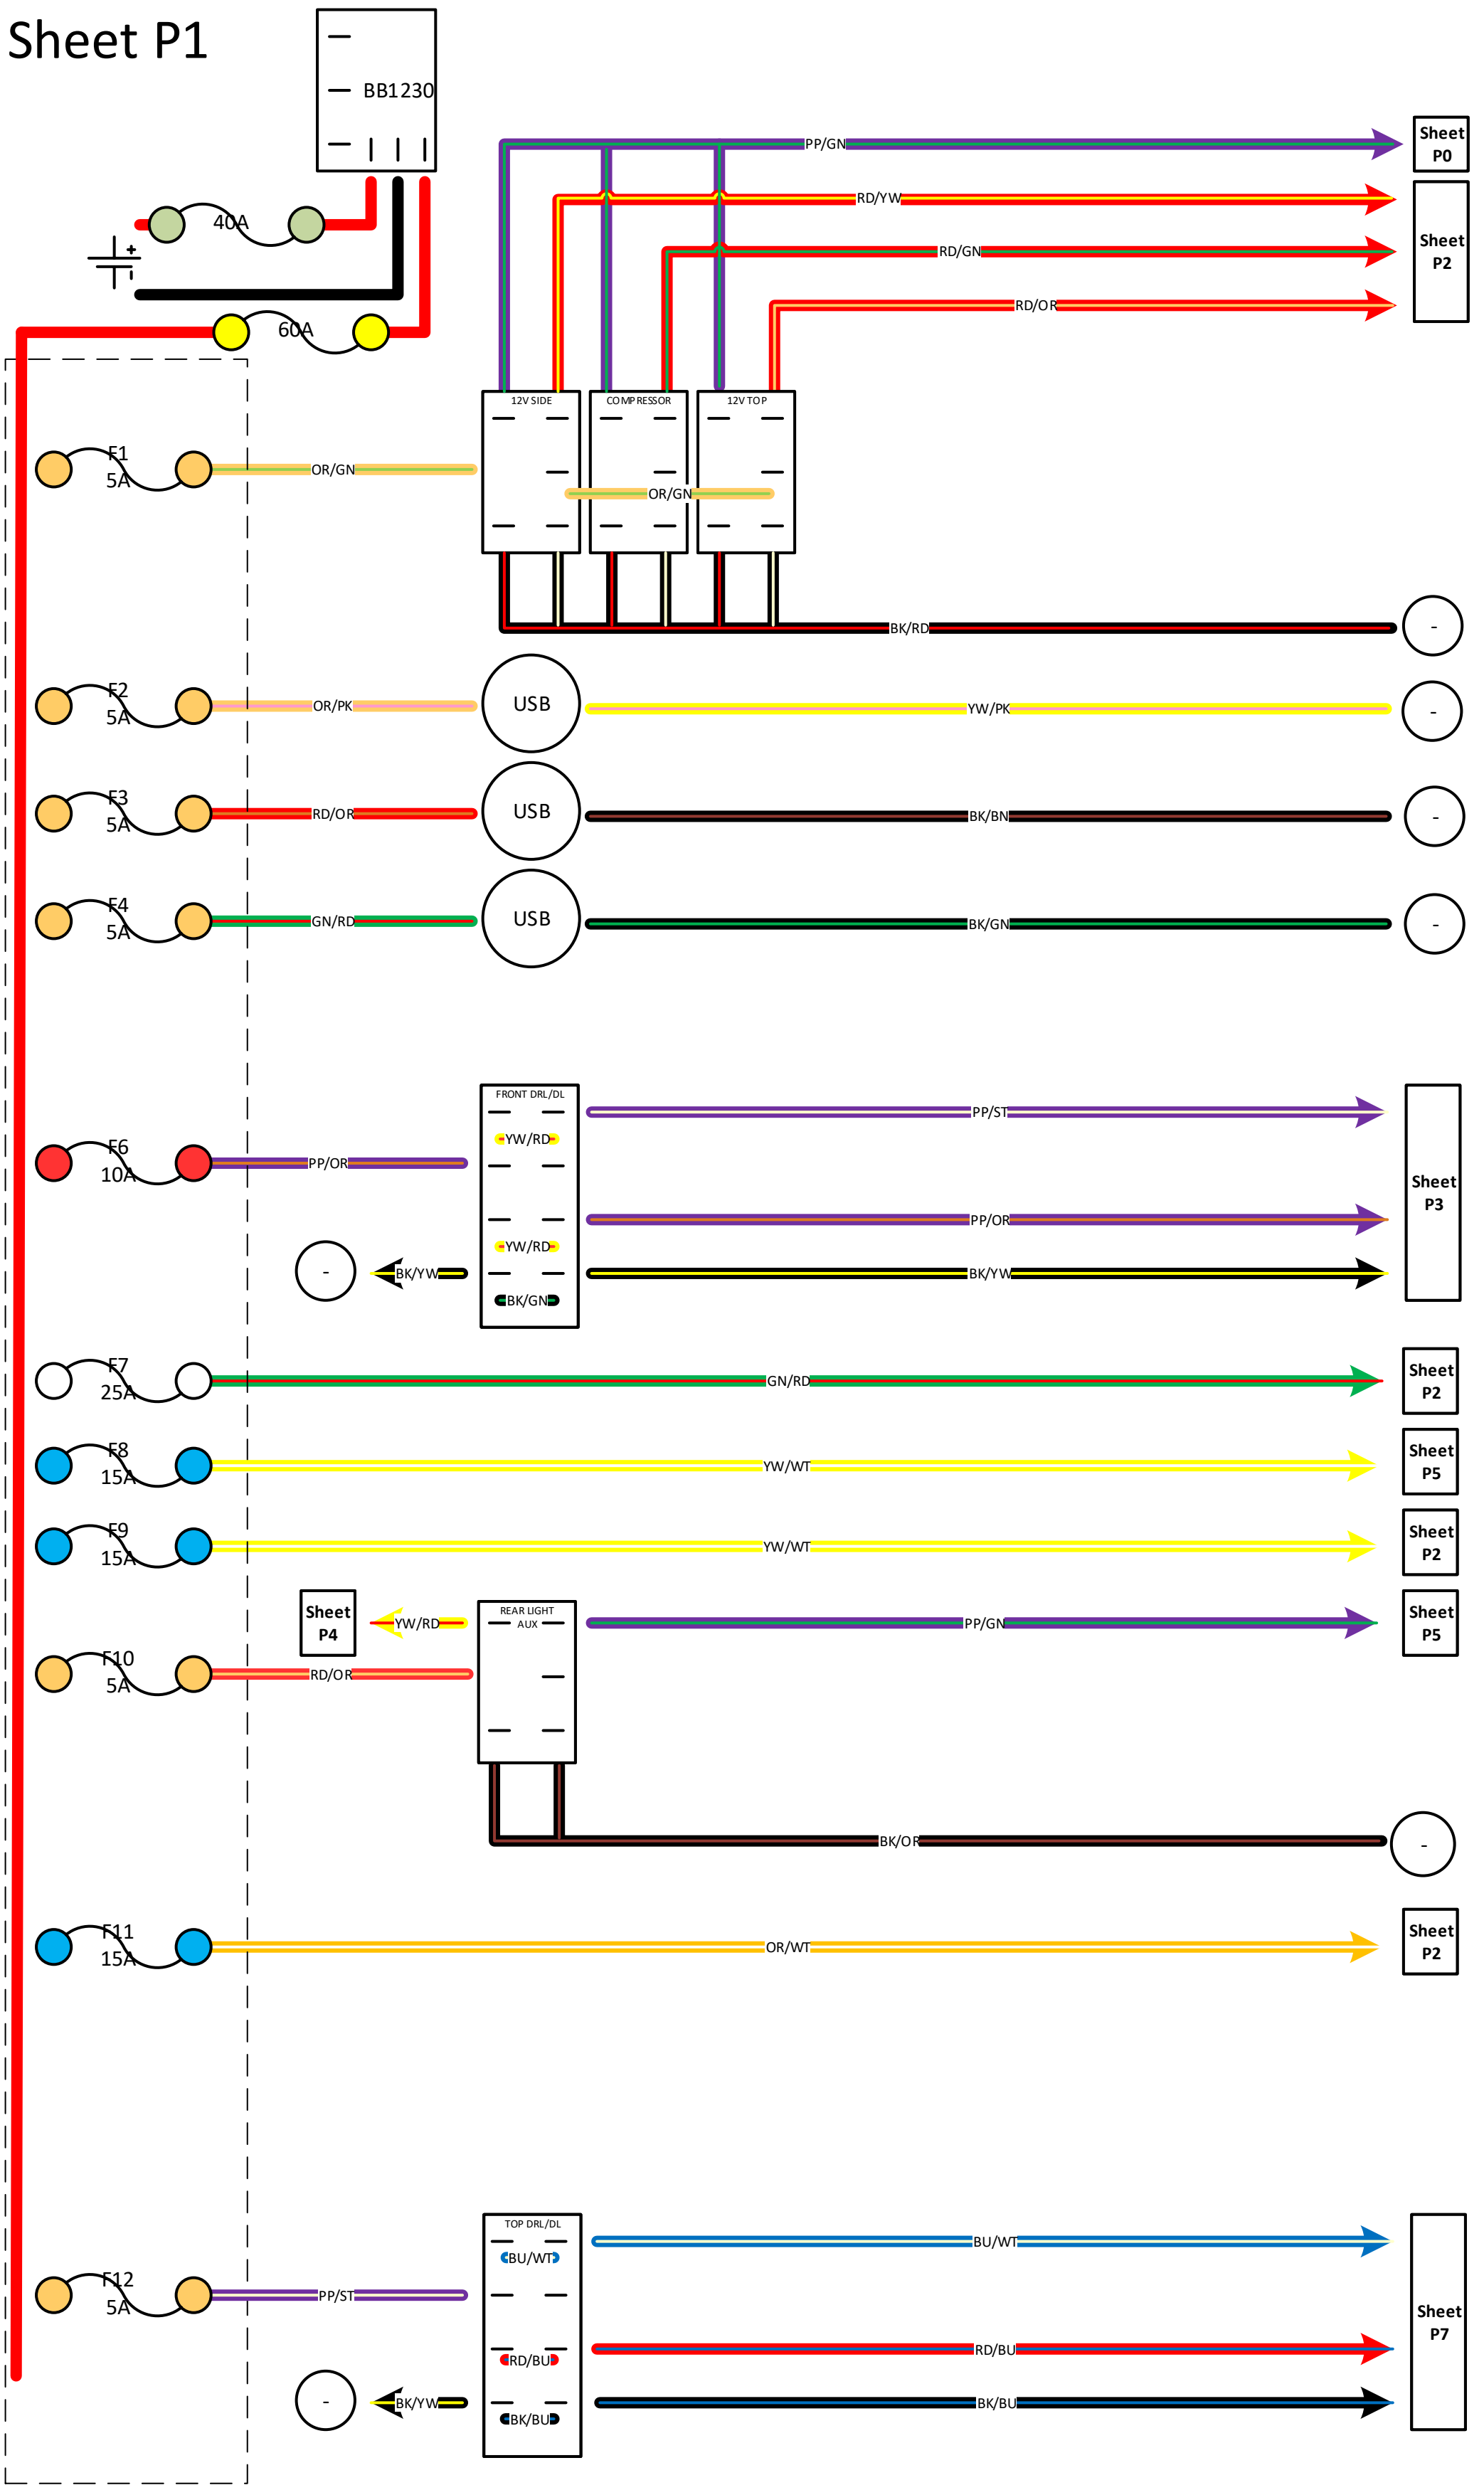 Sheet P1
BB1230
PP/GN
Sheet
P0
RD/YW
Sheet
P2
RD/GN
RD/OR
40A
+
-
60A
12V SIDE
COMPRESSOR
12V TOP
F1
5A
OR/GN
OR/GN
BK/RD
-
F2
5A
OR/PK
USB
YW/PK
-
F3
5A
RD/OR
USB
BK/BN
-
F4
5A
GN/RD
USB
BK/GN
-
FRONT DRL/DL
PP/ST
YW/RD
F6
10A
PP/OR
PP/OR
Sheet
P3
YW/RD
-
BK/YW
BK/YW
BK/GN
F7
25A
GN/RD
Sheet
P2
F8
15A
YW/WT
Sheet
P5
F9
15A
YW/WT
Sheet
P2
Sheet
P4
YW/RD
REAR LIGHT
AUX
PP/GN
Sheet
P5
F10
5A
RD/OR
BK/OR
-
F11
15A
OR/WT
Sheet
P2
TOP DRL/DL
BU/WT
BU/WT
F12
5A
PP/ST
Sheet
P7
RD/BU
RD/BU
-
BK/YW
BK/BU
BK/BU